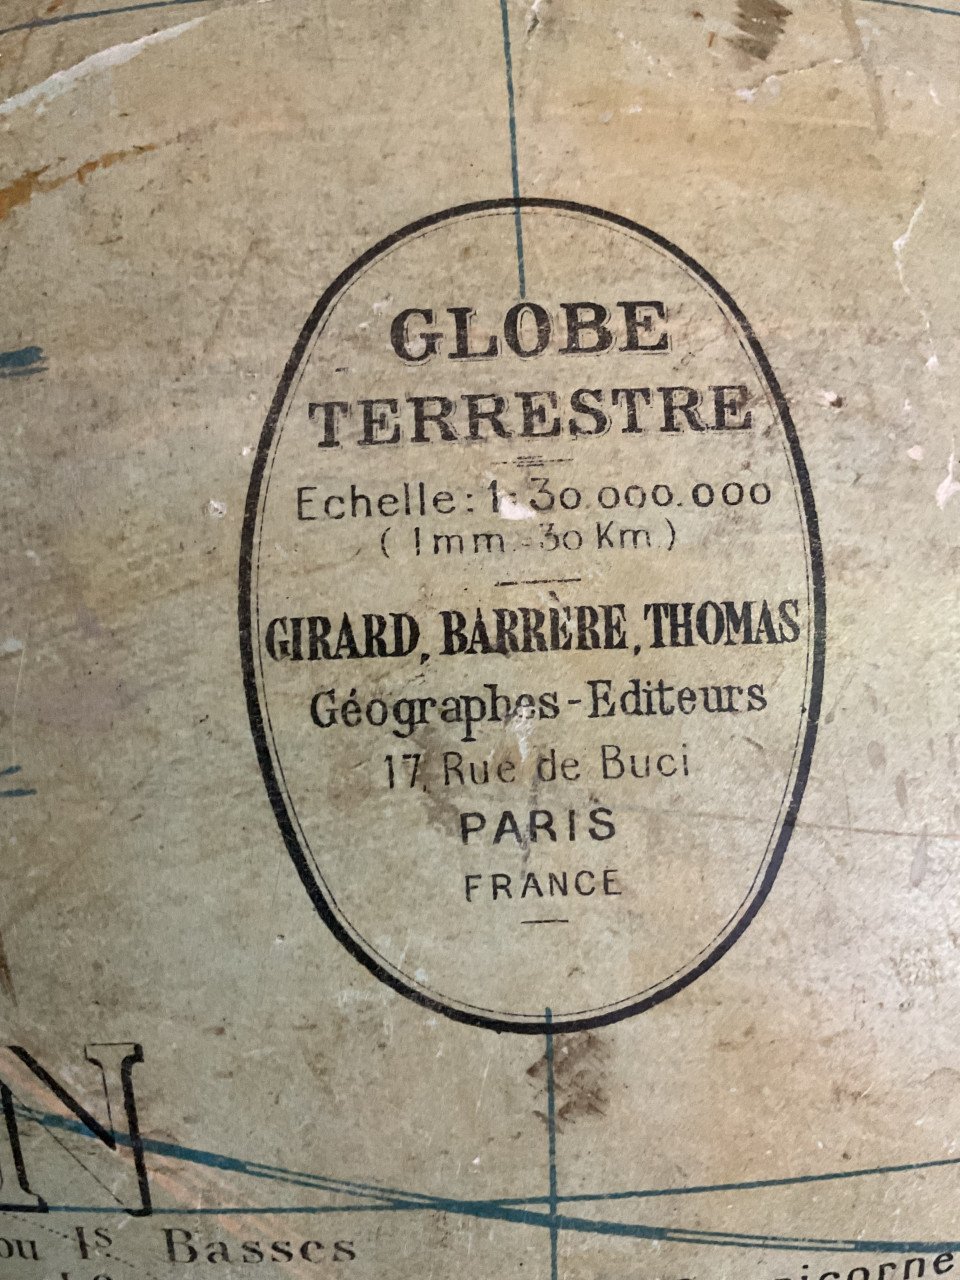 GLOBE
TERRESTRE
Echelle: 1: 30.000.000
( 1mm = 30 Km.)
GIRARD, BARRÈRE, THOMAS
Géographes-Editeurs
17, Rue de Buci
PARIS
FRANCE
N
ou Iˢ Basses